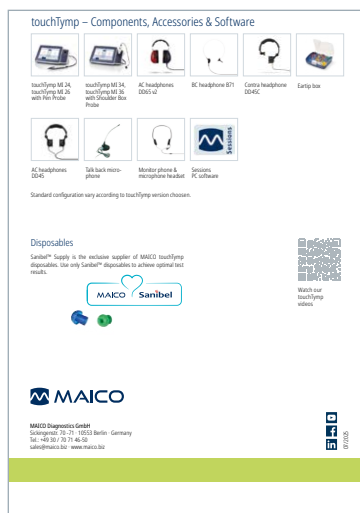 touchTymp – Components, Accessories & Software
touchTymp MI 24,
touchTymp MI 26
with Pen Probe
touchTymp MI 34,
touchTymp MI 36
with Shoulder Box
Probe
AC headphones
DD65 v2
BC headphone B71
Contra headphone
DD45C
Eartip box
Sessions
AC headphones
DD45
Talk back micro-
phone
Monitor phone &
microphone headset
Sessions
PC software
Standard configuration vary according to touchTymp version choosen.
Disposables
Sanibel™ Supply is the exclusive supplier of MAICO touchTymp
disposables. Use only Sanibel™ disposables to achieve optimal test
results.
MAICO Sanibel
Watch our
touchTymp
videos
MAICO
MAICO Diagnostics GmbH
Sickingenstr. 70–71 · 10553 Berlin · Germany
Tel.: +49 30 / 70 71 46-50
sales@maico.biz · www.maico.biz
07/2025